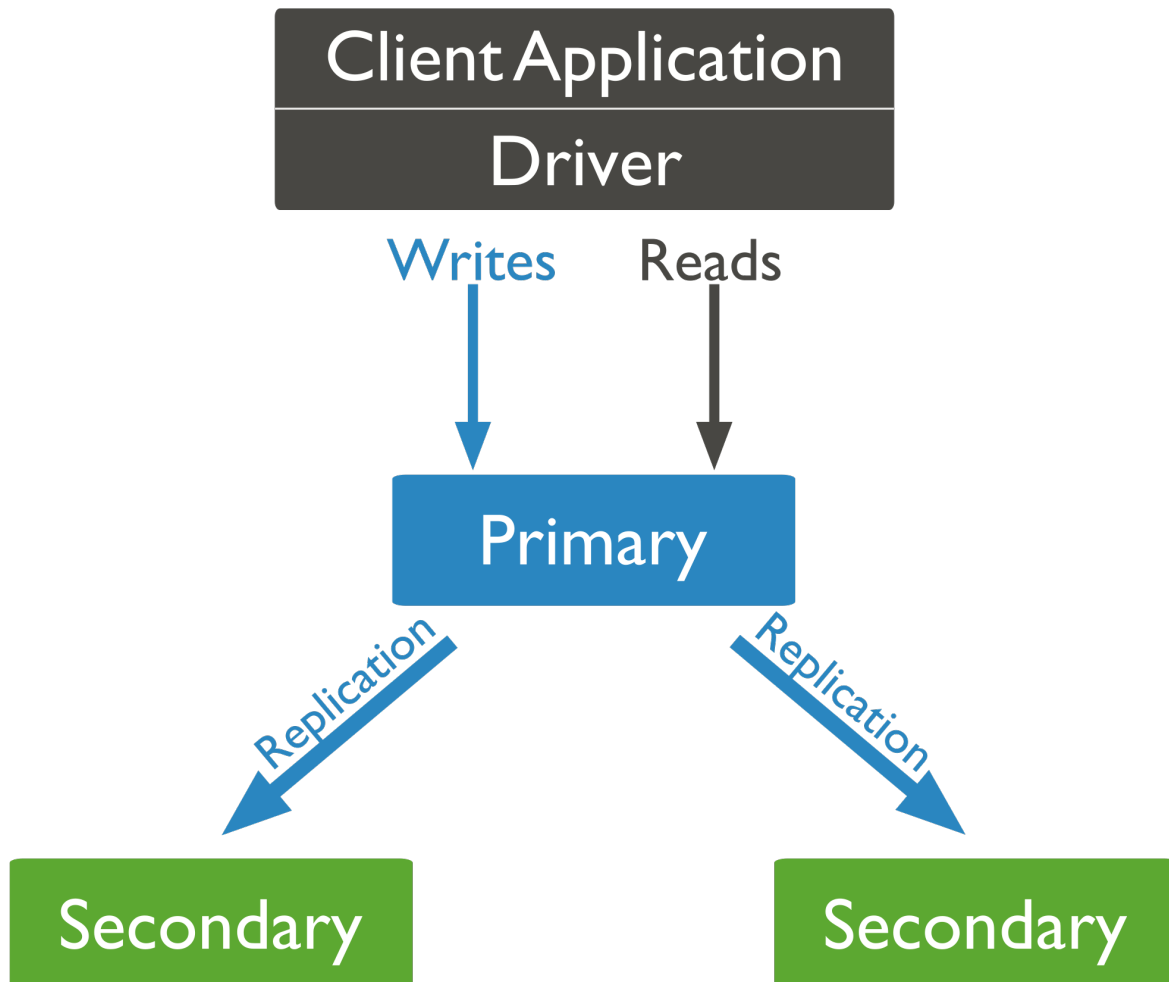 Client Application
Driver
Writes
Reads
Primary
Replication
Replication
Secondary
Secondary